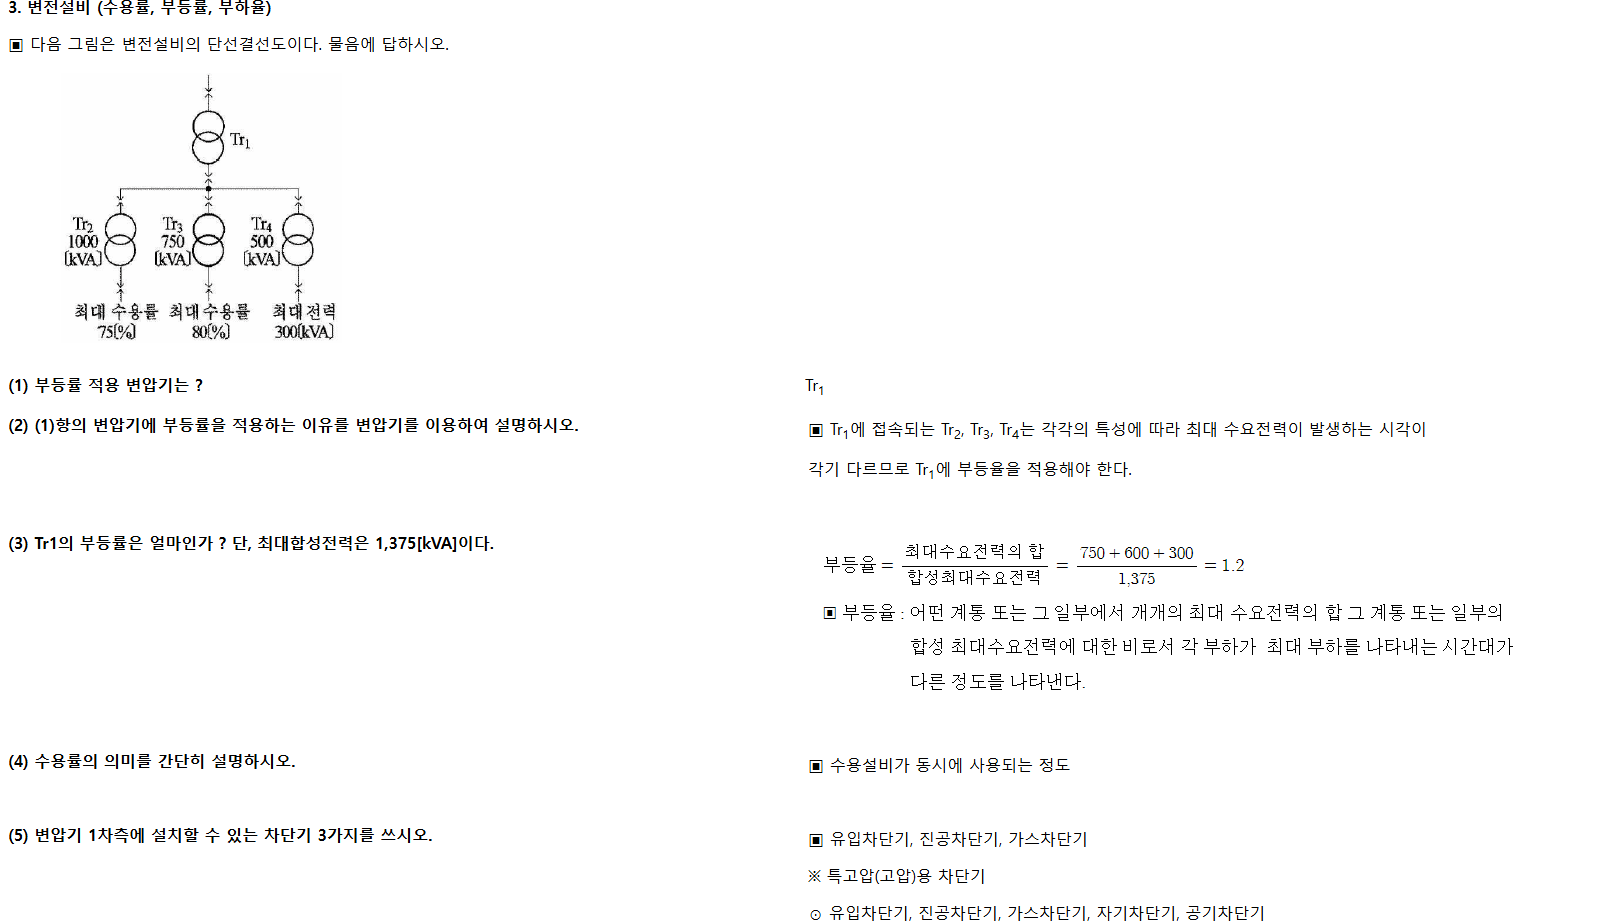 3. 변전설비 (수용률, 부등률, 부하율)
▣ 다음 그림은 변전설비의 단선결선도이다. 물음에 답하시오.
Tr1
Tr2 Tr3 Tr4
1000 750 500
[kVA] [kVA] [kVA]
최대 수용률 최대 수용률 최대 전력
75[%] 80[%] 300[kVA]
(1) 부등률 적용 변압기는 ?
Tr1
(2) (1)항의 변압기에 부등률을 적용하는 이유를 변압기를 이용하여 설명하시오.
▣ Tr1에 접속되는 Tr2, Tr3, Tr4는 각각의 특성에 따라 최대 수요전력이 발생하는 시각이
각기 다르므로 Tr1에 부등율을 적용해야 한다.
(3) Tr1의 부등률은 얼마인가 ? 단, 최대합성전력은 1,375[kVA]이다.
부등율 = 최대수요전력의 합 / 합성최대수요전력 = 750 + 600 + 300 / 1,375 = 1.2
▣ 부등율 : 어떤 계통 또는 그 일부에서 개개의 최대 수요전력의 합 그 계통 또는 일부의
합성 최대수요전력에 대한 비로서 각 부하가 최대 부하를 나타내는 시간대가
다른 정도를 나타낸다.
(4) 수용률의 의미를 간단히 설명하시오.
▣ 수용설비가 동시에 사용되는 정도
(5) 변압기 1차측에 설치할 수 있는 차단기 3가지를 쓰시오.
▣ 유입차단기, 진공차단기, 가스차단기
※ 특고압(고압)용 차단기
⊙ 유입차단기, 진공차단기, 가스차단기, 자기차단기, 공기차단기